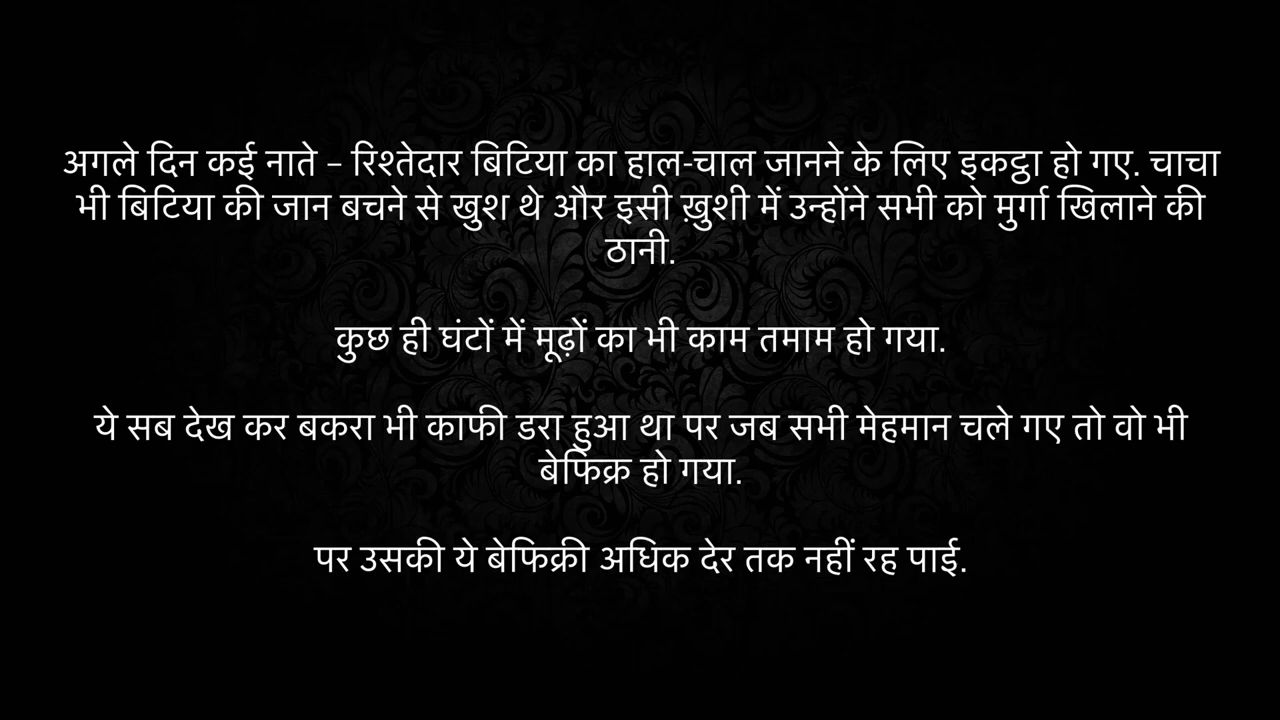 अगले दिन कई नाते – रिश्तेदार बिटिया का हाल-चाल जानने के लिए इकट्ठा हो गए. चाचा
भी बिटिया की जान बचने से खुश थे और इसी ख़ुशी में उन्होंने सभी को मुर्गा खिलाने की
ठानी.
कुछ ही घंटों में मूढ़ों का भी काम तमाम हो गया.
ये सब देख कर बकरा भी काफी डरा हुआ था पर जब सभी मेहमान चले गए तो वो भी
बेफिक्र हो गया.
पर उसकी ये बेफिक्री अधिक देर तक नहीं रह पाई.